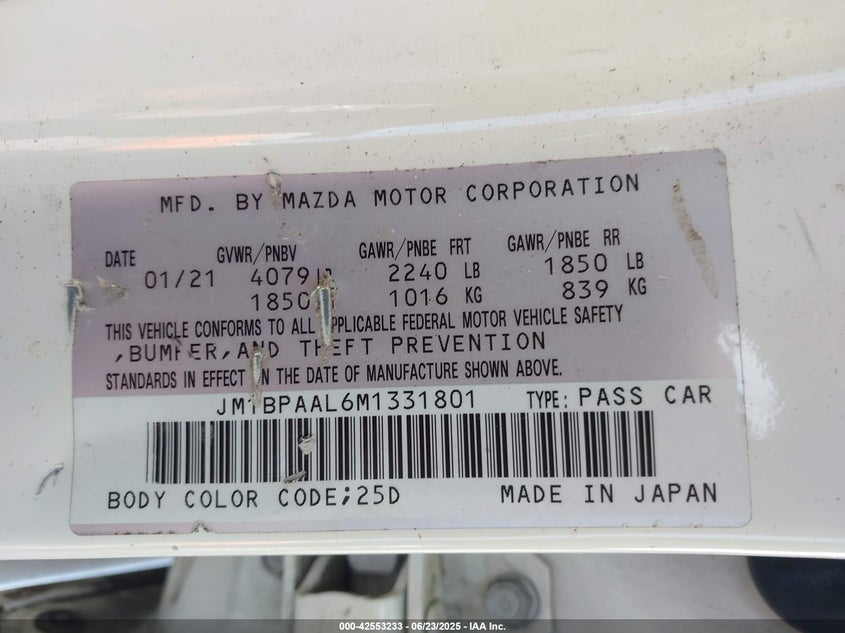 MFD. BY MAZDA MOTOR CORPORATION
DATE GVWR/PNBV GAWR/PNBE FRT GAWR/PNBE RR
01/21 4079 LB 2240 LB 1850 LB
1850 1016 KG 839 KG
THIS VEHICLE CONFORMS TO ALL APPLICABLE FEDERAL MOTOR VEHICLE SAFETY
,BUMPER,AND THEFT PREVENTION
STANDARDS IN EFFECT ON THE DATE OF MANUFACTURE SHOWN ABOVE.
JM1BPAAL6M1331801 TYPE: PASS CAR
BODY COLOR CODE;25D MADE IN JAPAN
000-42553233 - 06/23/2025 - IAA Inc.